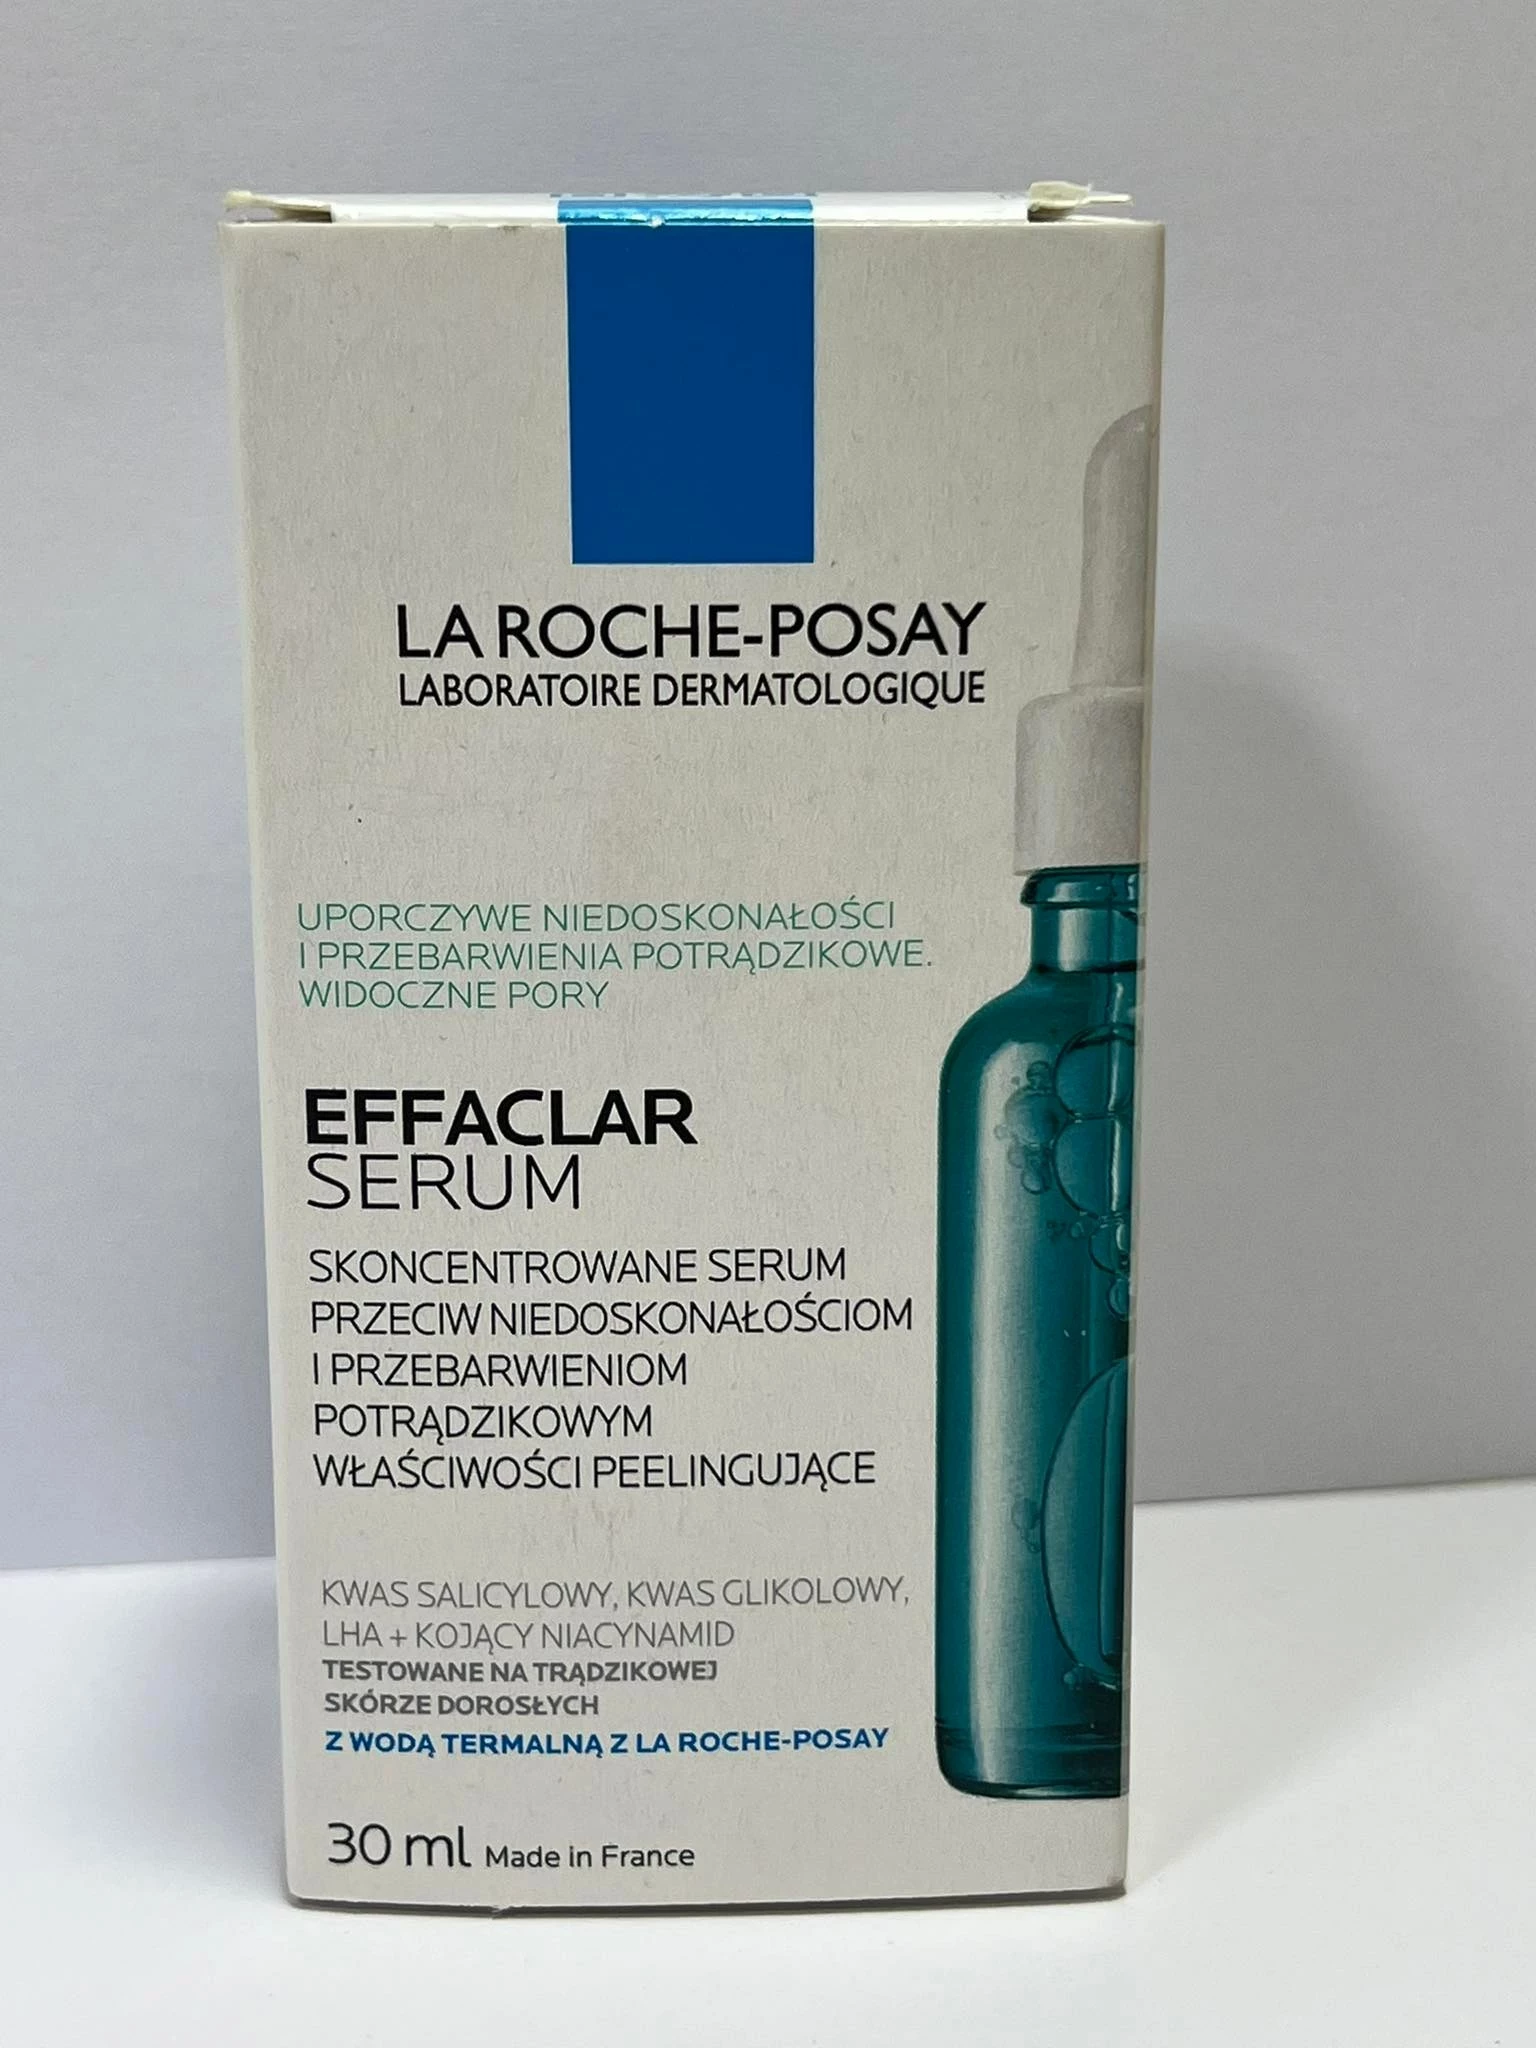 LA ROCHE-POSAY
LABORATOIRE DERMATOLOGIQUE
UPORCZYWE NIEDOSKONAŁOŚCI
I PRZEBARWIENIA POTRĄDZIKOWE.
WIDOCZNE PORY
EFFACLAR
SERUM
SKONCENTROWANE SERUM
PRZECIW NIEDOSKONAŁOŚCIOM
I PRZEBARWIENIOM
POTRĄDZIKOWYM
WŁAŚCIWOŚCI PEELINGUJĄCE
KWAS SALICYLOWY, KWAS GLIKOLOWY,
LHA + KOJĄCY NIACYNAMID
TESTOWANE NA TRĄDZIKOWEJ
SKÓRZE DOROSŁYCH
Z WODĄ TERMALNĄ Z LA ROCHE-POSAY
30 ml Made in France